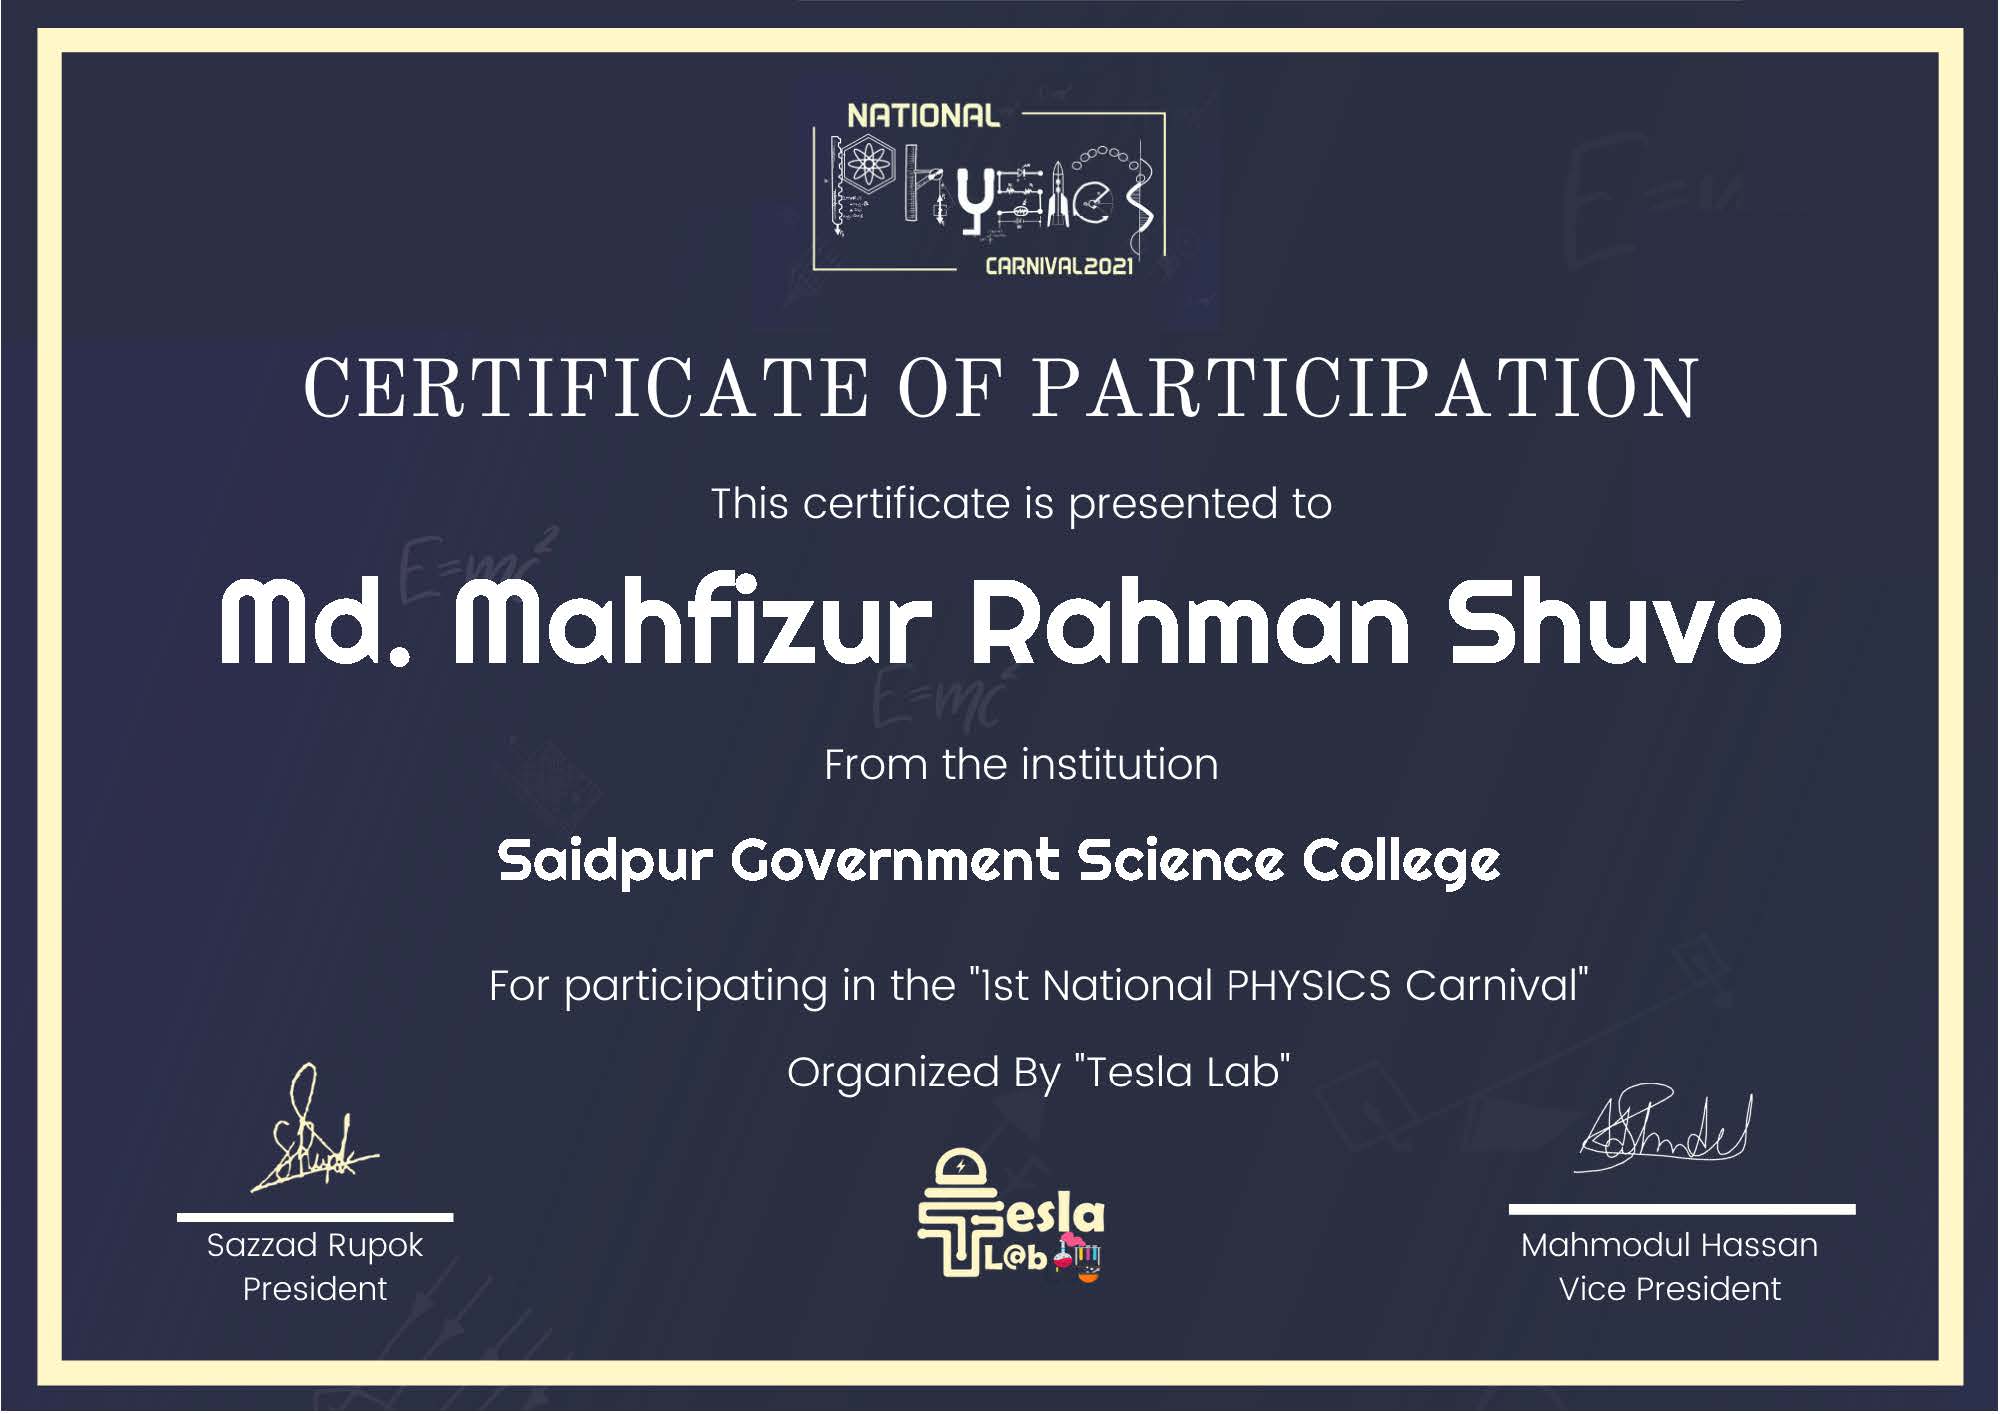 NATIONAL
Physics
CARNIVAL2021
CERTIFICATE OF PARTICIPATION
This certificate is presented to
E=mc²
Md. Mahfizur Rahman Shuvo
E=mc²
From the institution
Saidpur Government Science College
For participating in the "1st National PHYSICS Carnival"
Organized By "Tesla Lab"
Tesla
L@b
Sazzad Rupok
President
Mahmodul Hassan
Vice President